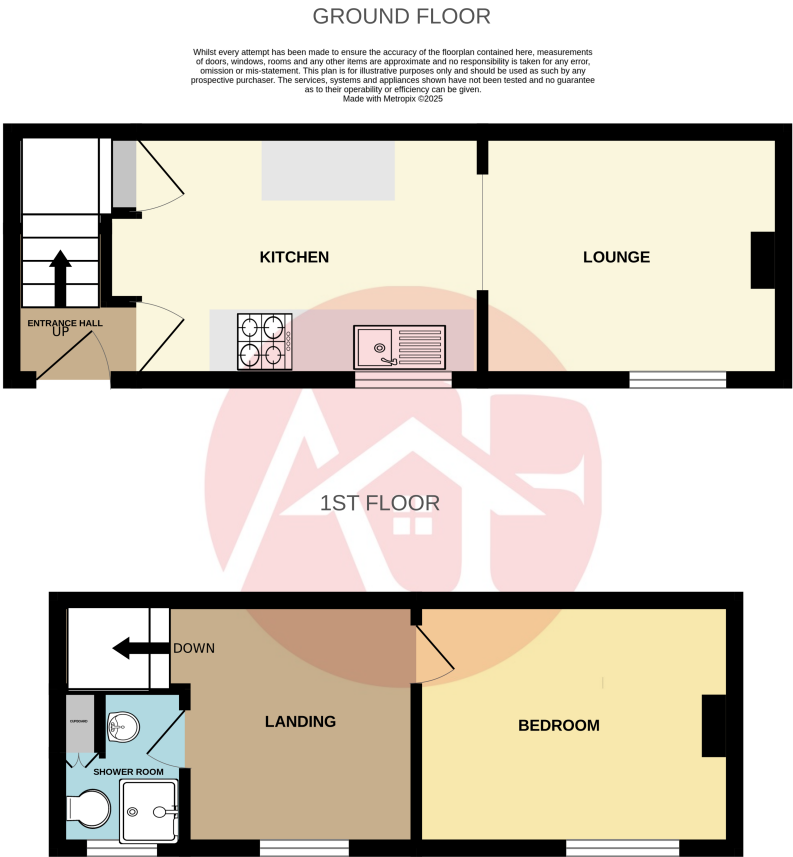 GROUND FLOOR
Whilst every attempt has been made to ensure the accuracy of the floorplan contained here, measurements
of doors, windows, rooms and any other items are approximate and no responsibility is taken for any error,
omission or mis-statement. This plan is for illustrative purposes only and should be used as such by any
prospective purchaser. The services, systems and appliances shown have not been tested and no guarantee
as to their operability or efficiency can be given.
Made with Metropix ©2025
KITCHEN
LOUNGE
ENTRANCE HALL
UP
1ST FLOOR
DOWN
LANDING
BEDROOM
CUPBOARD
SHOWER ROOM